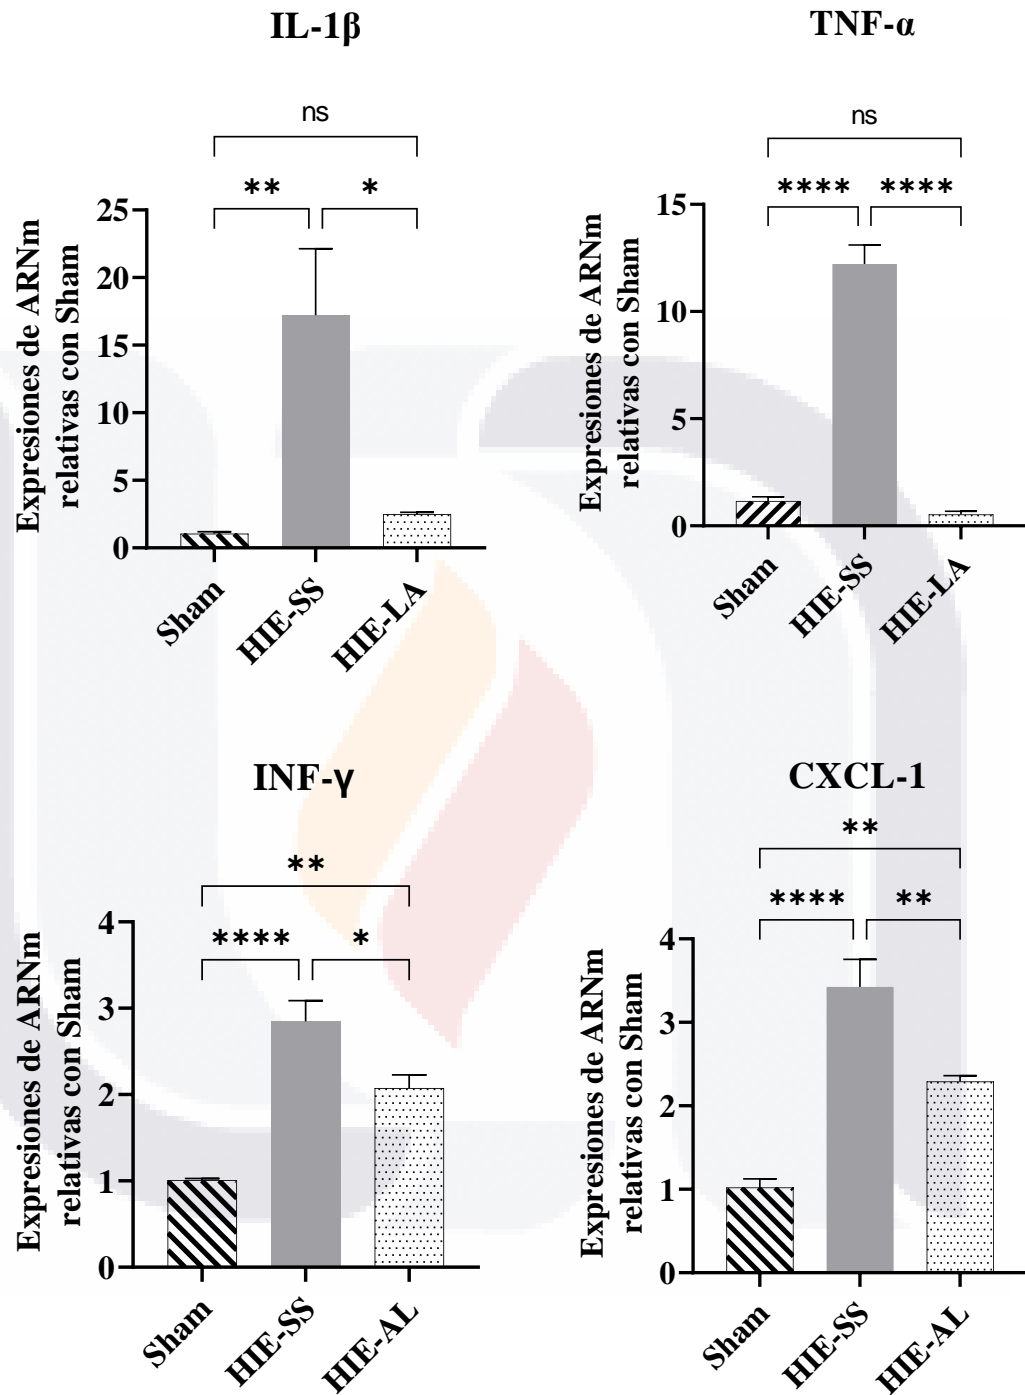 IL-1β
ns
**
*
25
20
15
10
5
0
Expresiones de ARNm
relativas con Sham
Sham
HIE-SS
HIE-LA
TNF-α
ns
****
****
15
10
5
0
Expresiones de ARNm
relativas con Sham
Sham
HIE-SS
HIE-LA
INF-γ
**
****
*
4
3
2
1
0
Expresiones de ARNm
relativas con Sham
Sham
HIE-SS
HIE-AL
CXCL-1
**
****
**
4
3
2
1
0
Expresiones de ARNm
relativas con Sham
Sham
HIE-SS
HIE-AL